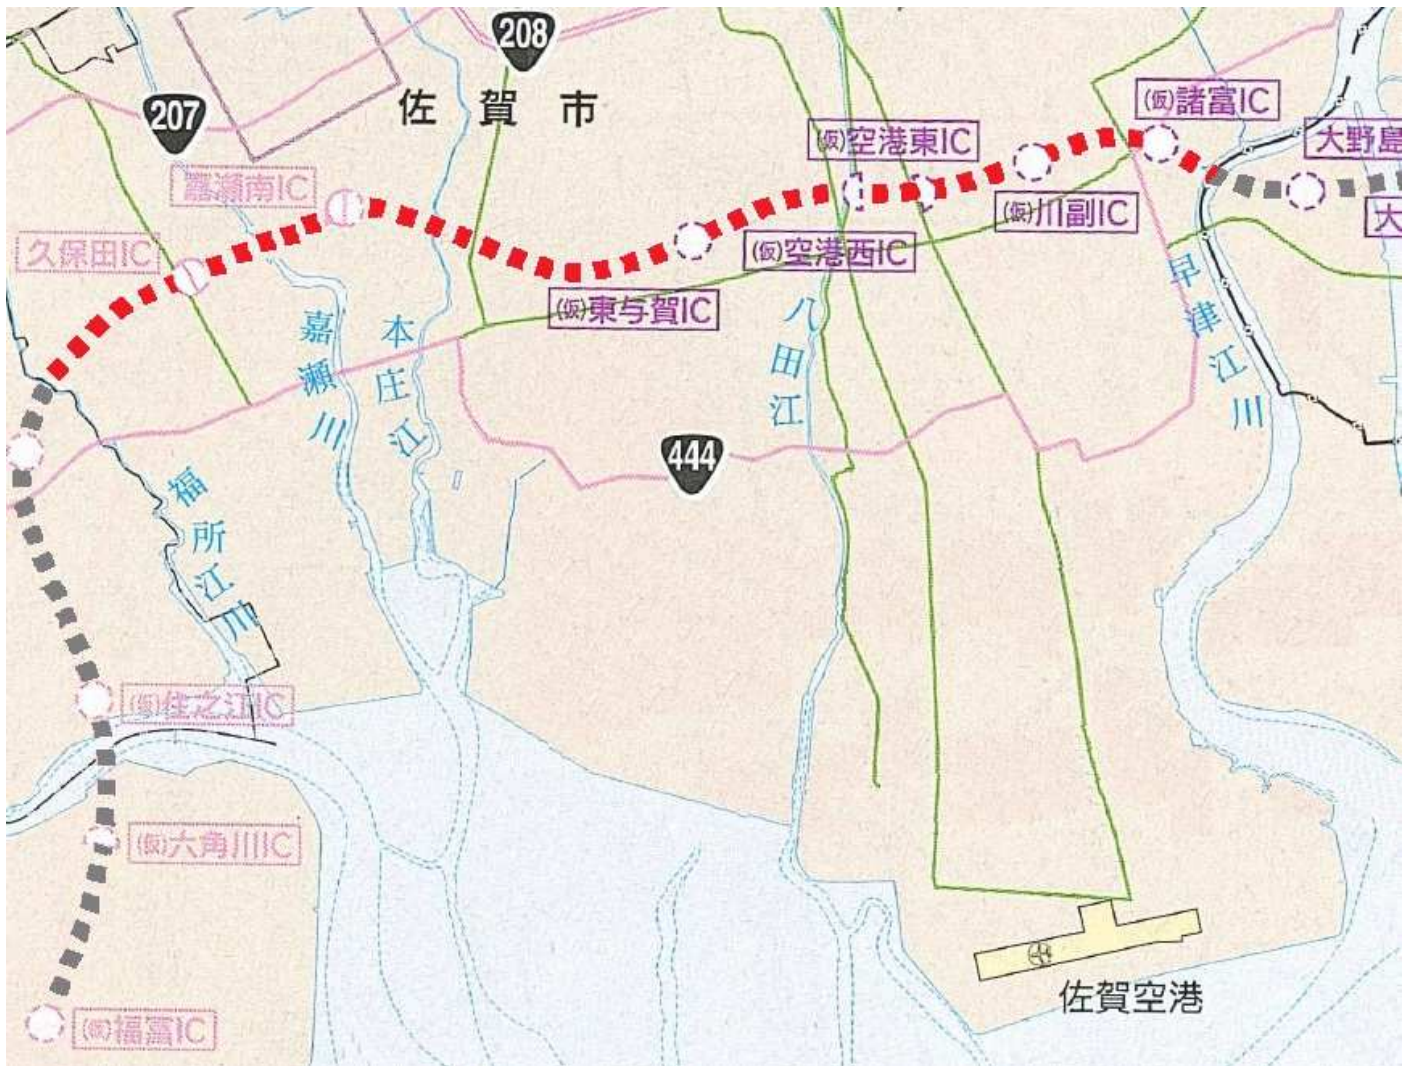 208
207
佐賀市
(仮)諸富IC
(仮)空港東IC
大野島
嘉瀬南IC
(仮)川副IC
大
久保田IC
(仮)空港西IC
(仮)東与賀IC
早津江川
八田江
本庄江
嘉瀬川
444
福所江川
(仮)住之江IC
(仮)六角川IC
佐賀空港
(仮)福富IC